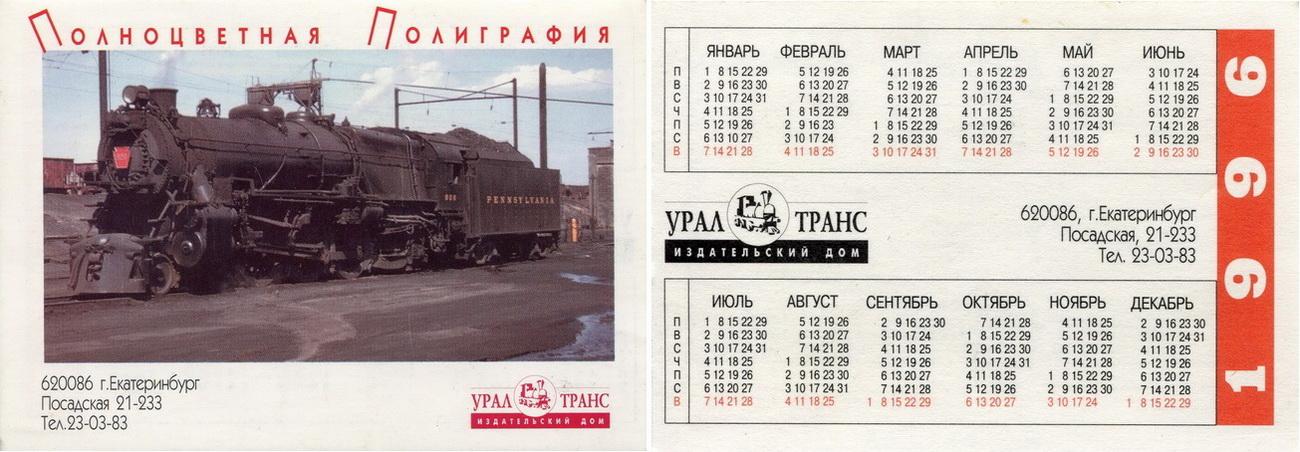 Полноцветная Полиграфия
PENNSYLVANIA
620086 г.Екатеринбург
Посадская 21-233
Тел.23-03-83
УРАЛ ТРАНС
ИЗДАТЕЛЬСКИЙ ДОМ
1996
ЯНВАРЬ ФЕВРАЛЬ МАРТ АПРЕЛЬ МАЙ ИЮНЬ
П 1 8 15 22 29 5 12 19 26 4 11 18 25 1 8 15 22 29 6 13 20 27 3 10 17 24
В 2 9 16 23 30 6 13 20 27 5 12 19 26 2 9 16 23 30 7 14 21 28 4 11 18 25
С 3 10 17 24 31 7 14 21 28 6 13 20 27 3 10 17 24 1 8 15 22 29 5 12 19 26
Ч 4 11 18 25 1 8 15 22 29 7 14 21 28 4 11 18 25 2 9 16 23 30 6 13 20 27
П 5 12 19 26 2 9 16 23 1 8 15 22 29 5 12 19 26 3 10 17 24 31 7 14 21 28
С 6 13 10 27 3 10 17 24 2 9 16 23 30 6 13 20 27 4 11 18 25 1 8 15 22 29
В 7 14 21 28 4 11 18 25 3 10 17 24 31 7 14 21 28 5 12 19 26 2 9 16 23 30
УРАЛ ТРАНС
ИЗДАТЕЛЬСКИЙ ДОМ
620086, г.Екатеринбург
Посадская, 21-233
Тел. 23-03-83
ИЮЛЬ АВГУСТ СЕНТЯБРЬ ОКТЯБРЬ НОЯБРЬ ДЕКАБРЬ
П 1 8 15 22 29 5 12 19 26 2 9 16 23 30 7 14 21 28 4 11 18 25 2 9 16 23 30
В 2 9 16 23 30 6 13 20 27 3 10 17 24 1 8 15 22 29 5 12 19 26 3 10 17 24 31
С 3 10 17 24 31 7 14 21 28 4 11 18 25 2 9 16 23 30 6 13 20 27 4 11 18 25
Ч 4 11 18 25 1 8 15 22 29 5 12 19 26 3 10 17 24 31 7 14 21 28 5 12 19 26
П 5 12 19 26 2 9 16 23 30 6 13 20 27 4 11 18 25 1 8 15 22 29 6 13 20 27
С 6 13 20 27 3 10 17 24 31 7 14 21 28 5 12 19 26 2 9 16 23 30 7 14 21 28
В 7 14 21 28 4 11 18 25 1 8 15 22 29 6 13 20 27 3 10 17 24 1 8 15 22 29